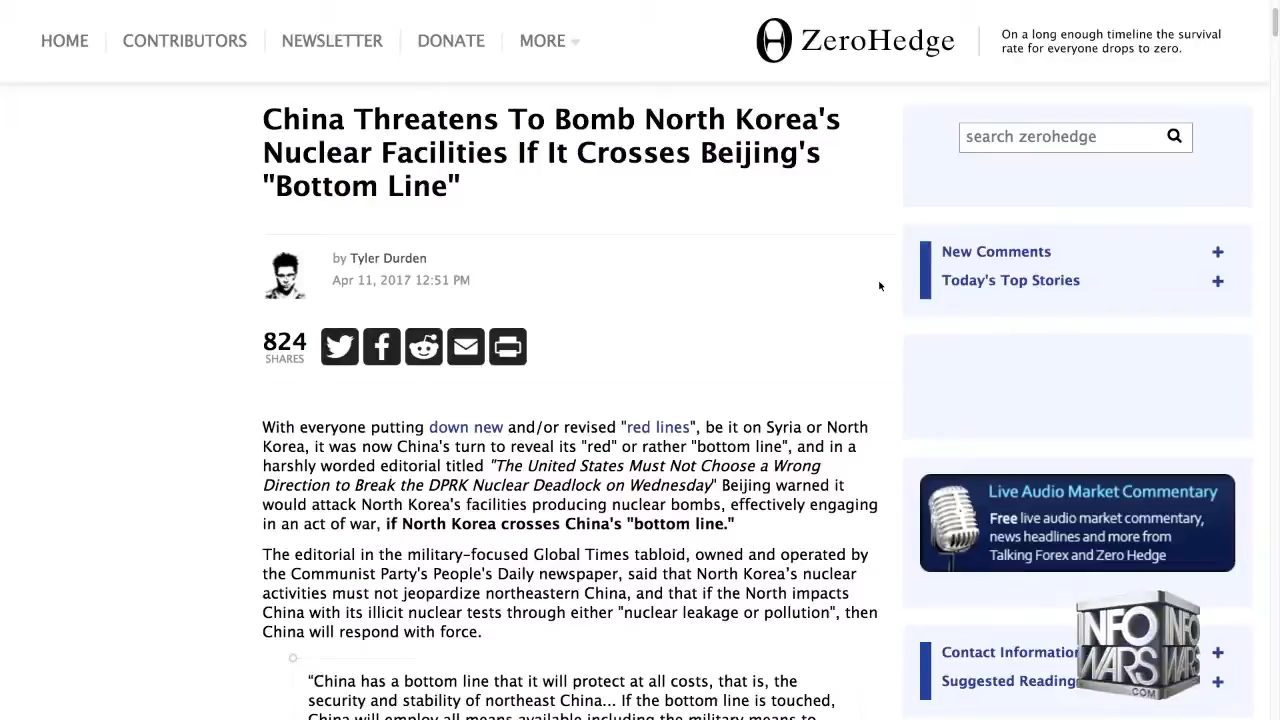 HOME
CONTRIBUTORS
NEWSLETTER
DONATE
MORE
ZeroHedge
On a long enough timeline the survival
rate for everyone drops to zero.
China Threatens To Bomb North Korea's
Nuclear Facilities If It Crosses Beijing's
"Bottom Line"
by Tyler Durden
Apr 11, 2017 12:51 PM
824
SHARES
With everyone putting down new and/or revised "red lines", be it on Syria or North
Korea, it was now China's turn to reveal its "red" or rather "bottom line", and in a
harshly worded editorial titled "The United States Must Not Choose a Wrong
Direction to Break the DPRK Nuclear Deadlock on Wednesday" Beijing warned it
would attack North Korea's facilities producing nuclear bombs, effectively engaging
in an act of war, if North Korea crosses China's "bottom line."
The editorial in the military-focused Global Times tabloid, owned and operated by
the Communist Party's People's Daily newspaper, said that North Korea's nuclear
activities must not jeopardize northeastern China, and that if the North impacts
China with its illicit nuclear tests through either "nuclear leakage or pollution", then
China will respond with force.
“China has a bottom line that it will protect at all costs, that is, the
security and stability of northeast China... If the bottom line is touched,
China will employ all means available including the military means to
search zerohedge
New Comments
Today's Top Stories
Live Audio Market Commentary
Free live audio market commentary,
news headlines and more from
Talking Forex and Zero Hedge
Contact Information
Suggested Reading
INFO
WARS
.COM
INFO
WARS